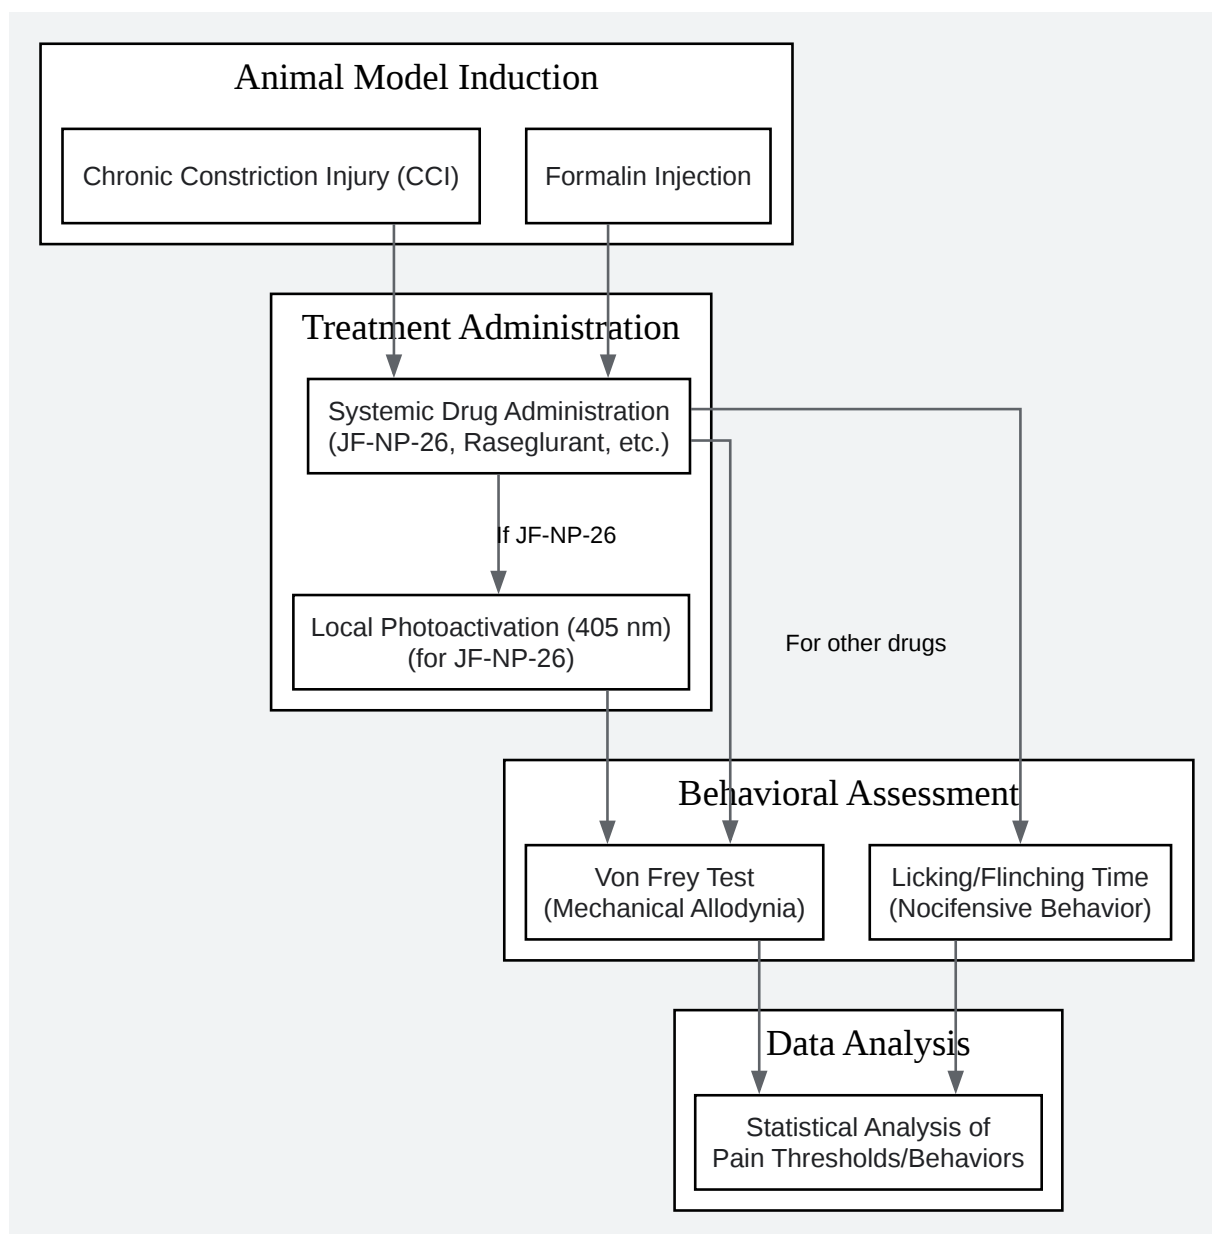 Animal Model Induction
Chronic Constriction Injury (CCI)
Formalin Injection
Treatment Administration
Systemic Drug Administration
(JF-NP-26, Raseglurant, etc.)
If JF-NP-26
Local Photoactivation (405 nm)
(for JF-NP-26)
For other drugs
Behavioral Assessment
Von Frey Test
(Mechanical Allodynia)
Licking/Flinching Time
(Nocifensive Behavior)
Data Analysis
Statistical Analysis of
Pain Thresholds/Behaviors